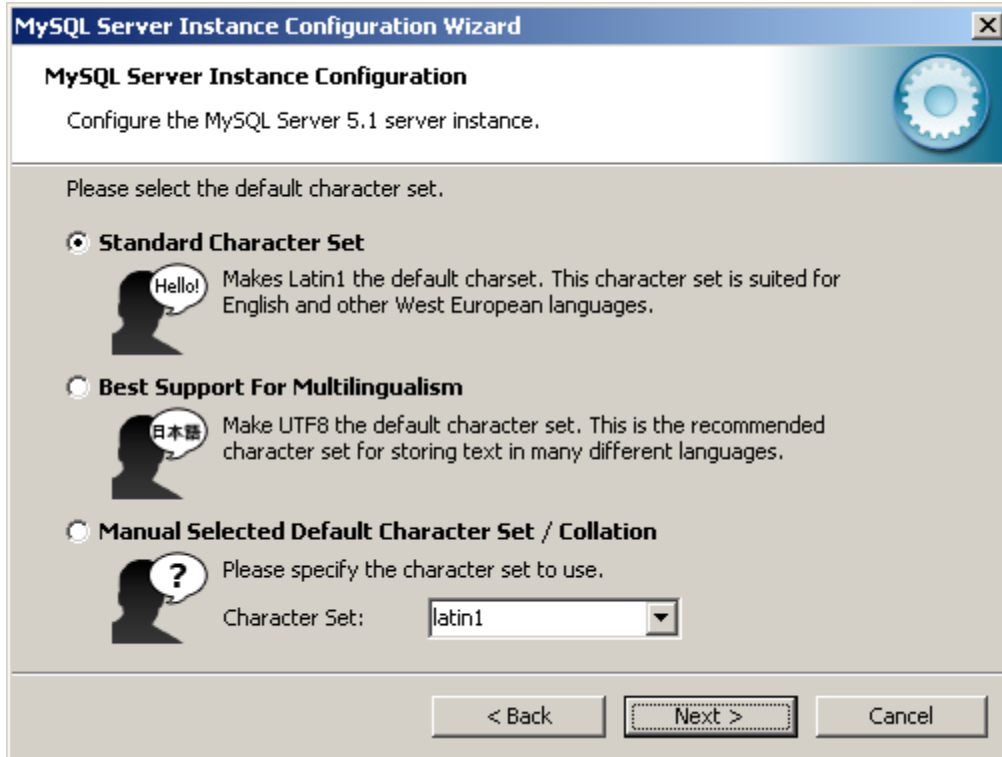 MySQL Server Instance Configuration Wizard
MySQL Server Instance Configuration
Configure the MySQL Server 5.1 server instance.
Please select the default character set.
Standard Character Set
Hello!
Makes Latin1 the default charset. This character set is suited for
English and other West European languages.
Best Support For Multilingualism
日本語
Make UTF8 the default character set. This is the recommended
character set for storing text in many different languages.
Manual Selected Default Character Set / Collation
?
Please specify the character set to use.
Character Set: latin1
< Back Next > Cancel